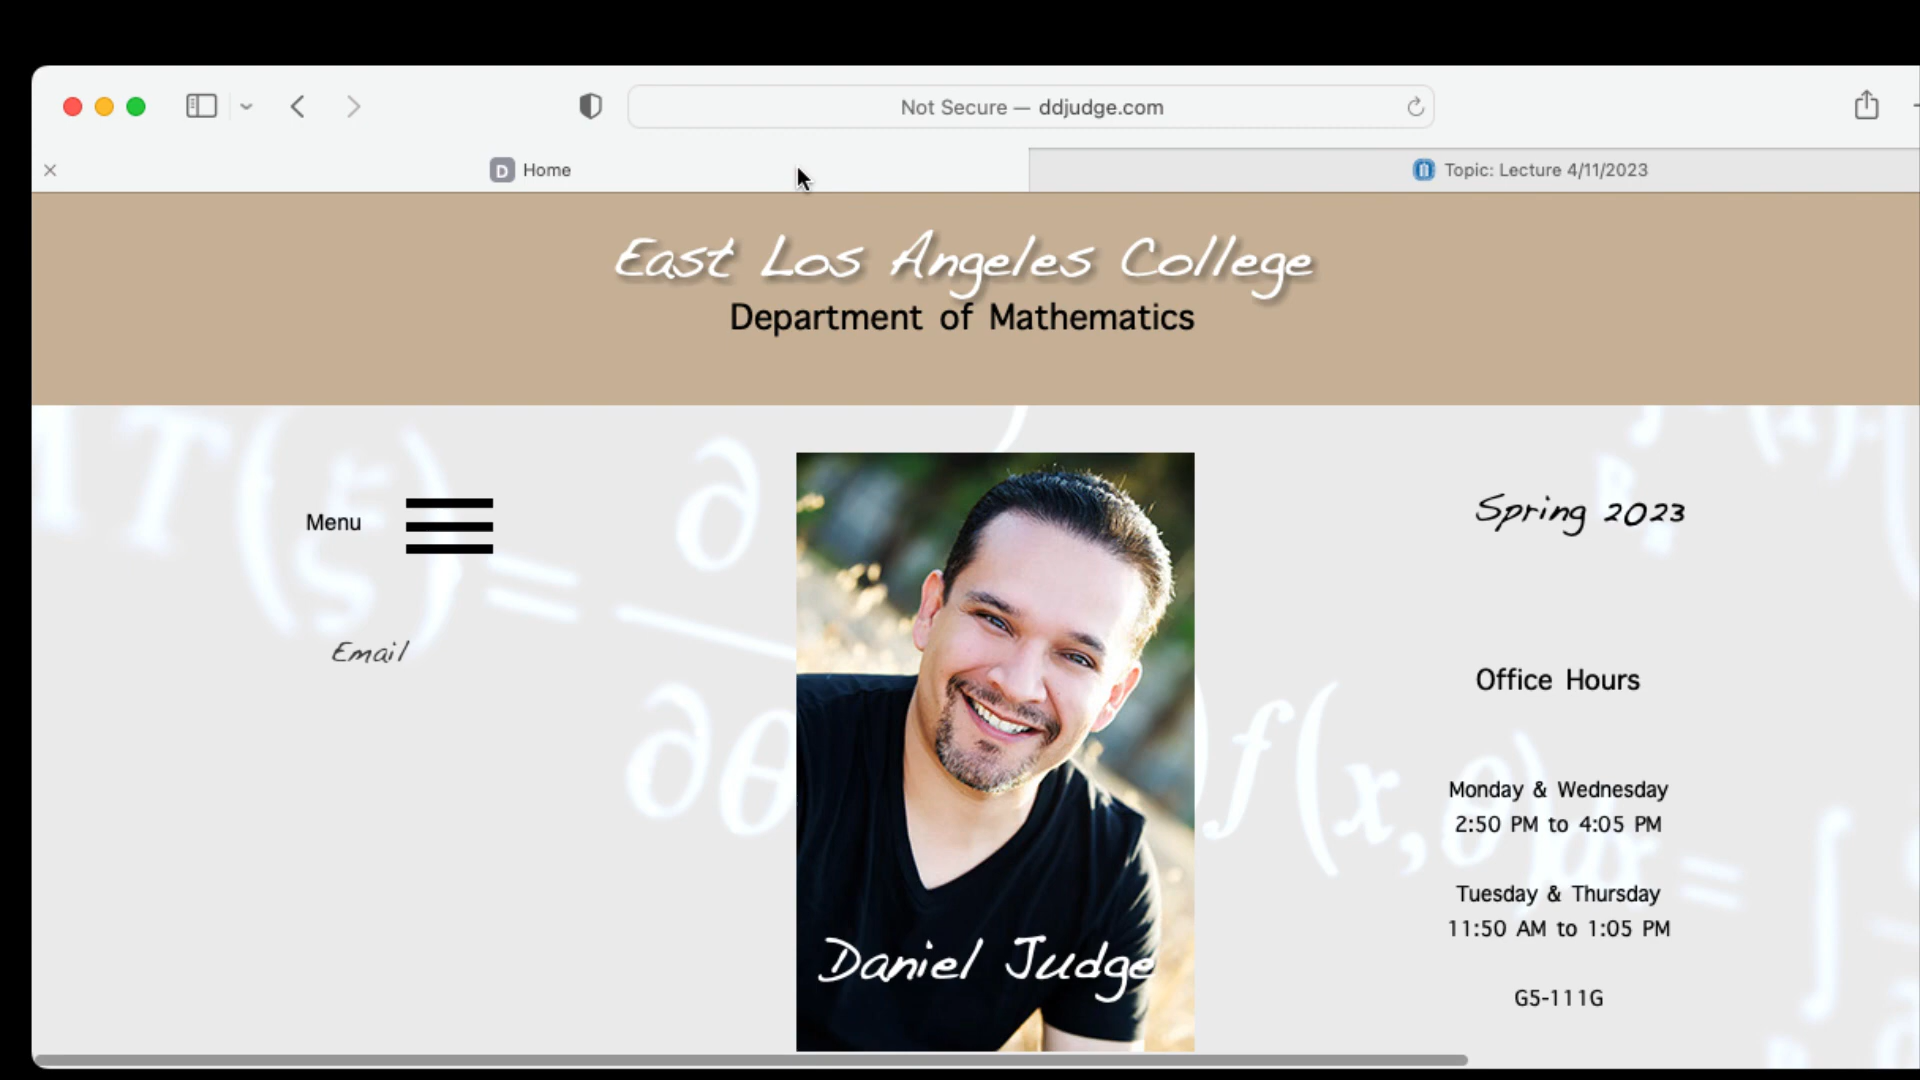 Not Secure — ddjudge.com
D Home
Topic: Lecture 4/11/2023
East Los Angeles College
Department of Mathematics
Menu
Spring 2023
Email
Office Hours
Monday & Wednesday
2:50 PM to 4:05 PM
Tuesday & Thursday
11:50 AM to 1:05 PM
G5-111G
Daniel Judge